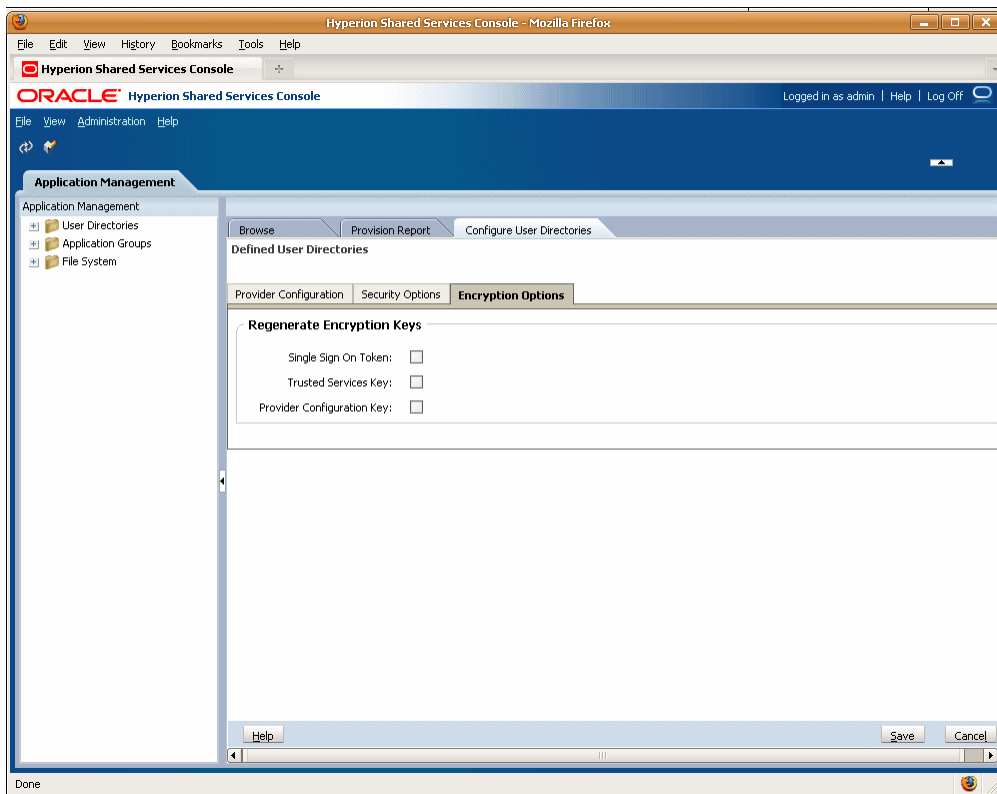 Hyperion Shared Services Console - Mozilla Firefox
File Edit View History Bookmarks Tools Help
Hyperion Shared Services Console
ORACLE Hyperion Shared Services Console
Logged in as admin | Help | Log Off
File View Administration Help
Application Management
Application Management
User Directories
Application Groups
File System
Browse Provision Report Configure User Directories
Defined User Directories
Provider Configuration Security Options Encryption Options
Regenerate Encryption Keys
Single Sign On Token:
Trusted Services Key:
Provider Configuration Key:
Help Save Cancel
Done